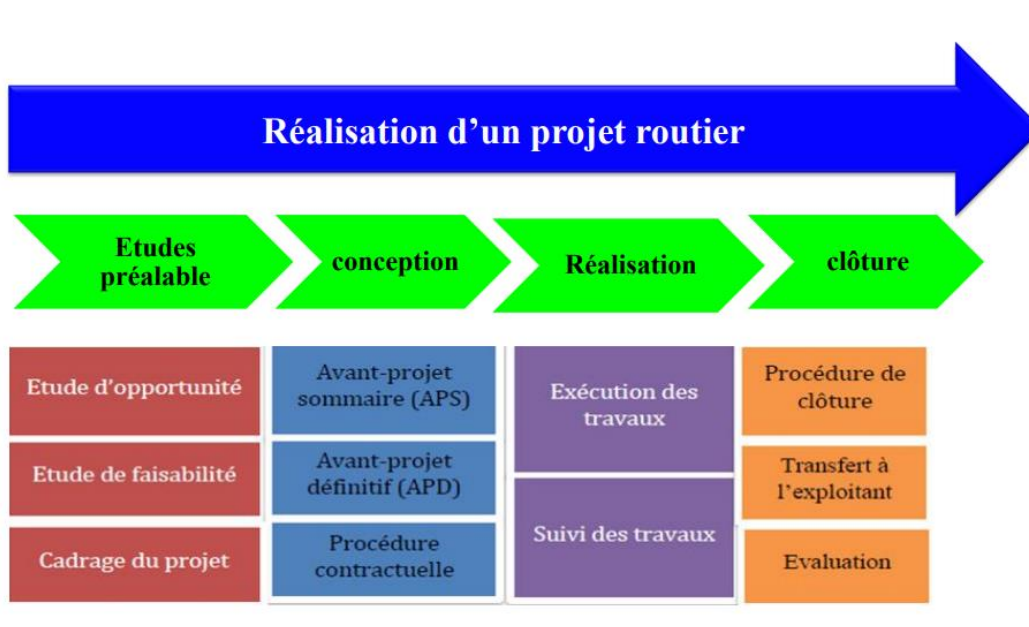 Réalisation d’un projet routier
Etudes
préalable
conception
Réalisation
clôture
Etude d’opportunité
Etude de faisabilité
Cadrage du projet
Avant-projet
sommaire (APS)
Avant-projet
définitif (APD)
Procédure
contractuelle
Exécution des
travaux
Suivi des travaux
Procédure de
clôture
Transfert à
l’exploitant
Evaluation